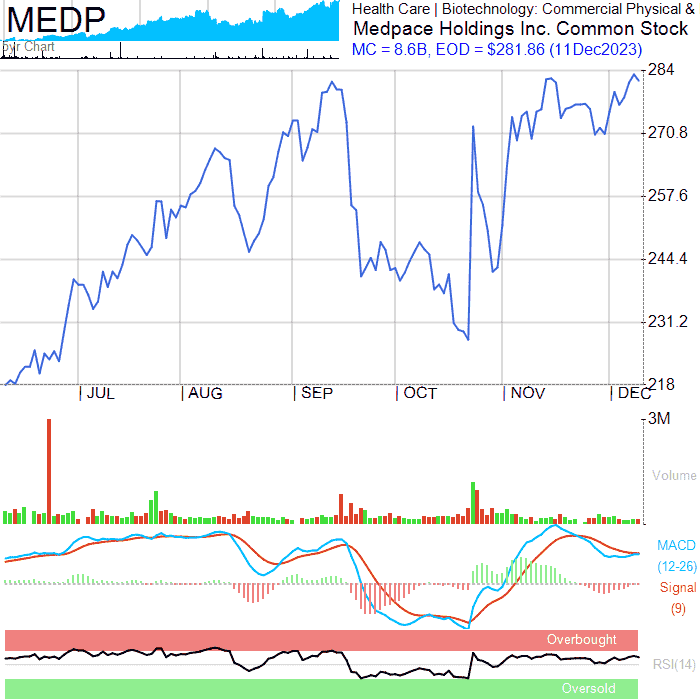 MEDP
5yr Chart
Health Care | Biotechnology: Commercial Physical &
Medpace Holdings Inc. Common Stock
MC = 8.6B, EOD = $281.86 (11Dec2023)
284
270.8
257.6
244.4
231.2
218
JUL AUG SEP OCT NOV DEC
3M
Volume
MACD
(12-26)
Signal
(9)
Overbought
RSI(14)
Oversold